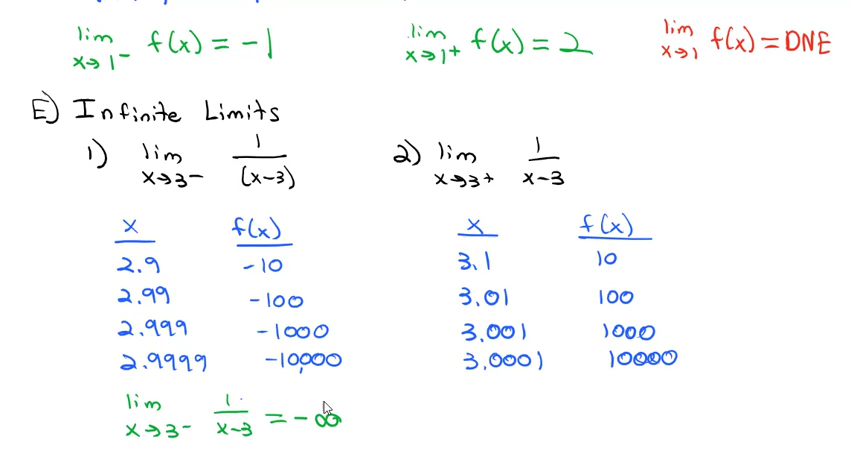 lim x→1⁻ f(x) = -1 lim x→1⁺ f(x) = 2 lim x→1 f(x) = DNE
E) Infinite Limits
1) lim x→3⁻ 1/(x-3) 2) lim x→3⁺ 1/x-3
x f(x) x f(x)
2.9 -10 3.1 10
2.99 -100 3.01 100
2.999 -1000 3.001 1000
2.9999 -10,000 3.0001 10000
lim x→3⁻ 1/x-3 = -∞